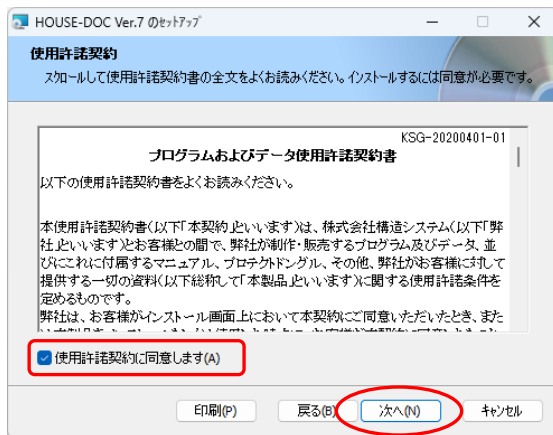 HOUSE-DOC Ver.7 のセットアップ
使用許諾契約
スクロールして使用許諾契約書の全文をよくお読みください。インストールするには同意が必要です。
KSG-20200401-01
プログラムおよびデータ使用許諾契約書
以下の使用許諾契約書をよくお読みください。
本使用許諾契約書(以下「本契約」といいます)は、株式会社構造システム(以下「弊
社」といいます)とお客様との間で、弊社が制作・販売するプログラム及びデータ、並
びにこれに付属するマニュアル、プロテクトドングル、その他、弊社がお客様に対して
提供する一切の資料(以下総称して「本製品」といいます)に関する使用許諾条件を
定めるものです。
弊社は、お客様がインストール画面上において本契約にご同意いただいたとき、また
使用許諾契約に同意します(A)
印刷(P)
戻る(B)
次へ(N)
キャンセル